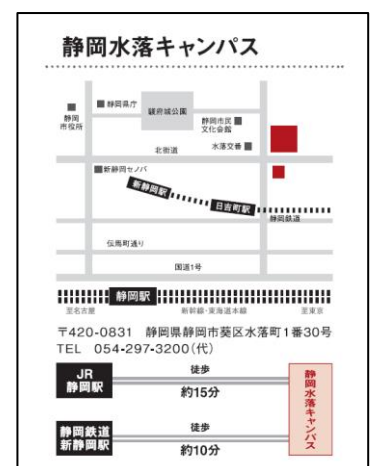 静岡水落キャンパス
静岡県庁
駿府城公園
静岡
市役所
静岡市民
文化会館
水落交番
北街道
新静岡セノバ
新静岡駅
日吉町駅
静岡鉄道
伝馬町通り
国道1号
静岡駅
至名古屋
新幹線・東海道本線
至東京
〒420-0831 静岡県静岡市葵区水落町1番30号
TEL 054-297-3200(代)
JR
静岡駅
徒歩
約15分
静岡鉄道
新静岡駅
徒歩
約10分
静岡水落キャンパス